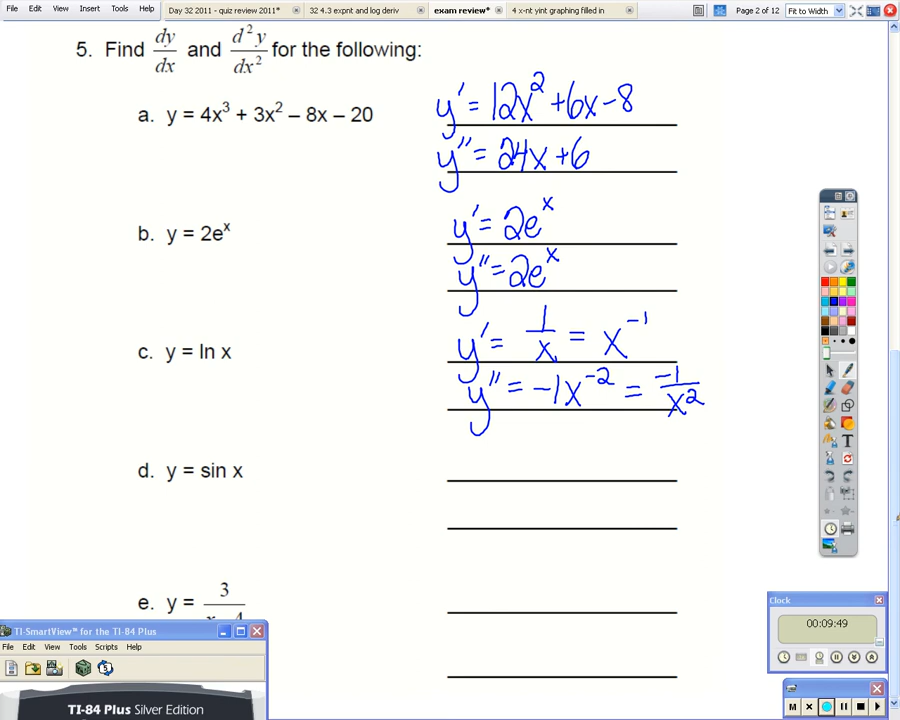 File Edit View Insert Tools Help Day 32 2011 - quiz review 2011* 32 4.3 expnt and log deriv exam review* 4 x-nt yint graphing filled in Page 2 of 12 Fit to Width
5. Find dy/dx and d²y/dx² for the following:
a. y = 4x³ + 3x² – 8x – 20
y' = 12x² + 6x - 8
y'' = 24x + 6
b. y = 2eˣ
y' = 2eˣ
y'' = 2eˣ
c. y = ln x
y' = 1/x = x⁻¹
y'' = -1x⁻² = -1/x²
d. y = sin x
e. y = 3
Clock
00:09:49
TI-SmartView™ for the TI-84 Plus
File Edit View Tools Scripts Help
TI-84 Plus Silver Edition